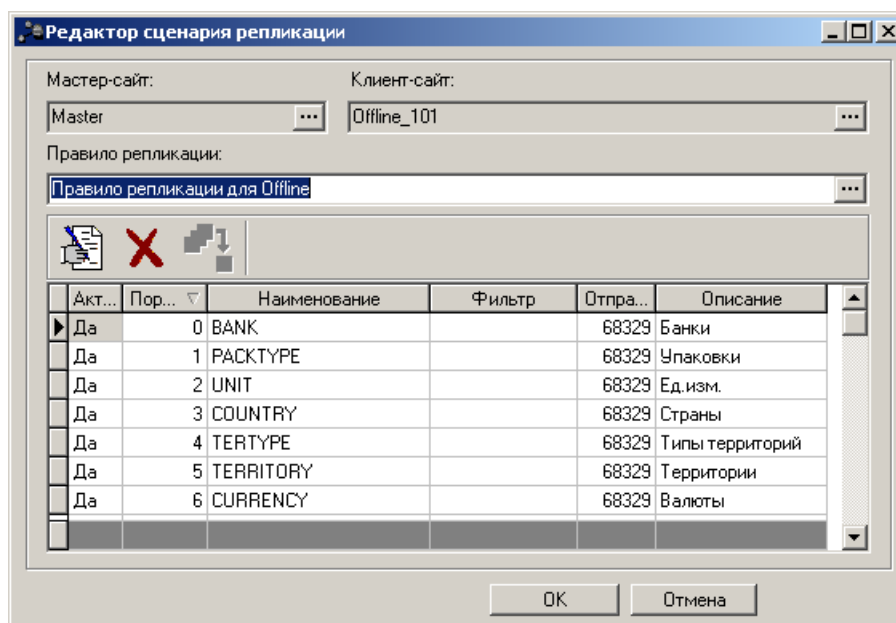 Редактор сценария репликации
Мастер-сайт: Клиент-сайт:
Master ... Offline_101 ...
Правило репликации:
Правило репликации для Offline ...
Акт... Пор... Наименование Фильтр Отпра... Описание
Да 0 BANK 68329 Банки
Да 1 PACKTYPE 68329 Упаковки
Да 2 UNIT 68329 Ед.изм.
Да 3 COUNTRY 68329 Страны
Да 4 TERTYPE 68329 Типы территорий
Да 5 TERRITORY 68329 Территории
Да 6 CURRENCY 68329 Валюты
OK Отмена